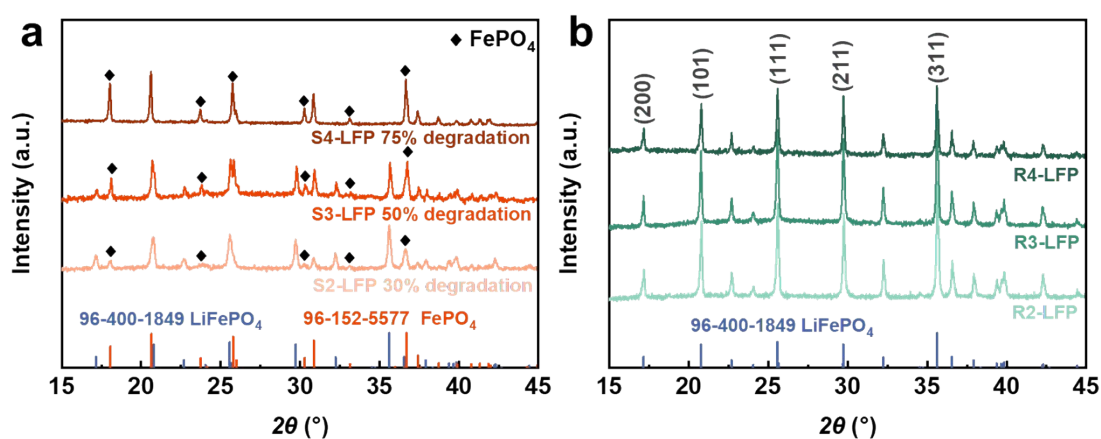 a
◆ FePO₄
S4-LFP 75% degradation
S3-LFP 50% degradation
S2-LFP 30% degradation
96-400-1849 LiFePO₄
96-152-5577 FePO₄
Intensity (a.u.)
15 20 25 30 35 40 45
2θ (°)
b
(200)
(101)
(111)
(211)
(311)
R4-LFP
R3-LFP
R2-LFP
96-400-1849 LiFePO₄
Intensity (a.u.)
15 20 25 30 35 40 45
2θ (°)